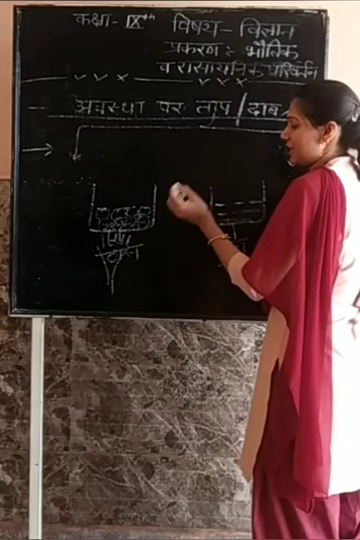 कक्षा- IXth विषय- विज्ञान
प्रकरण:- भौतिक
व रासायनिक परिवर्तन
अवस्था पर ताप/दाब